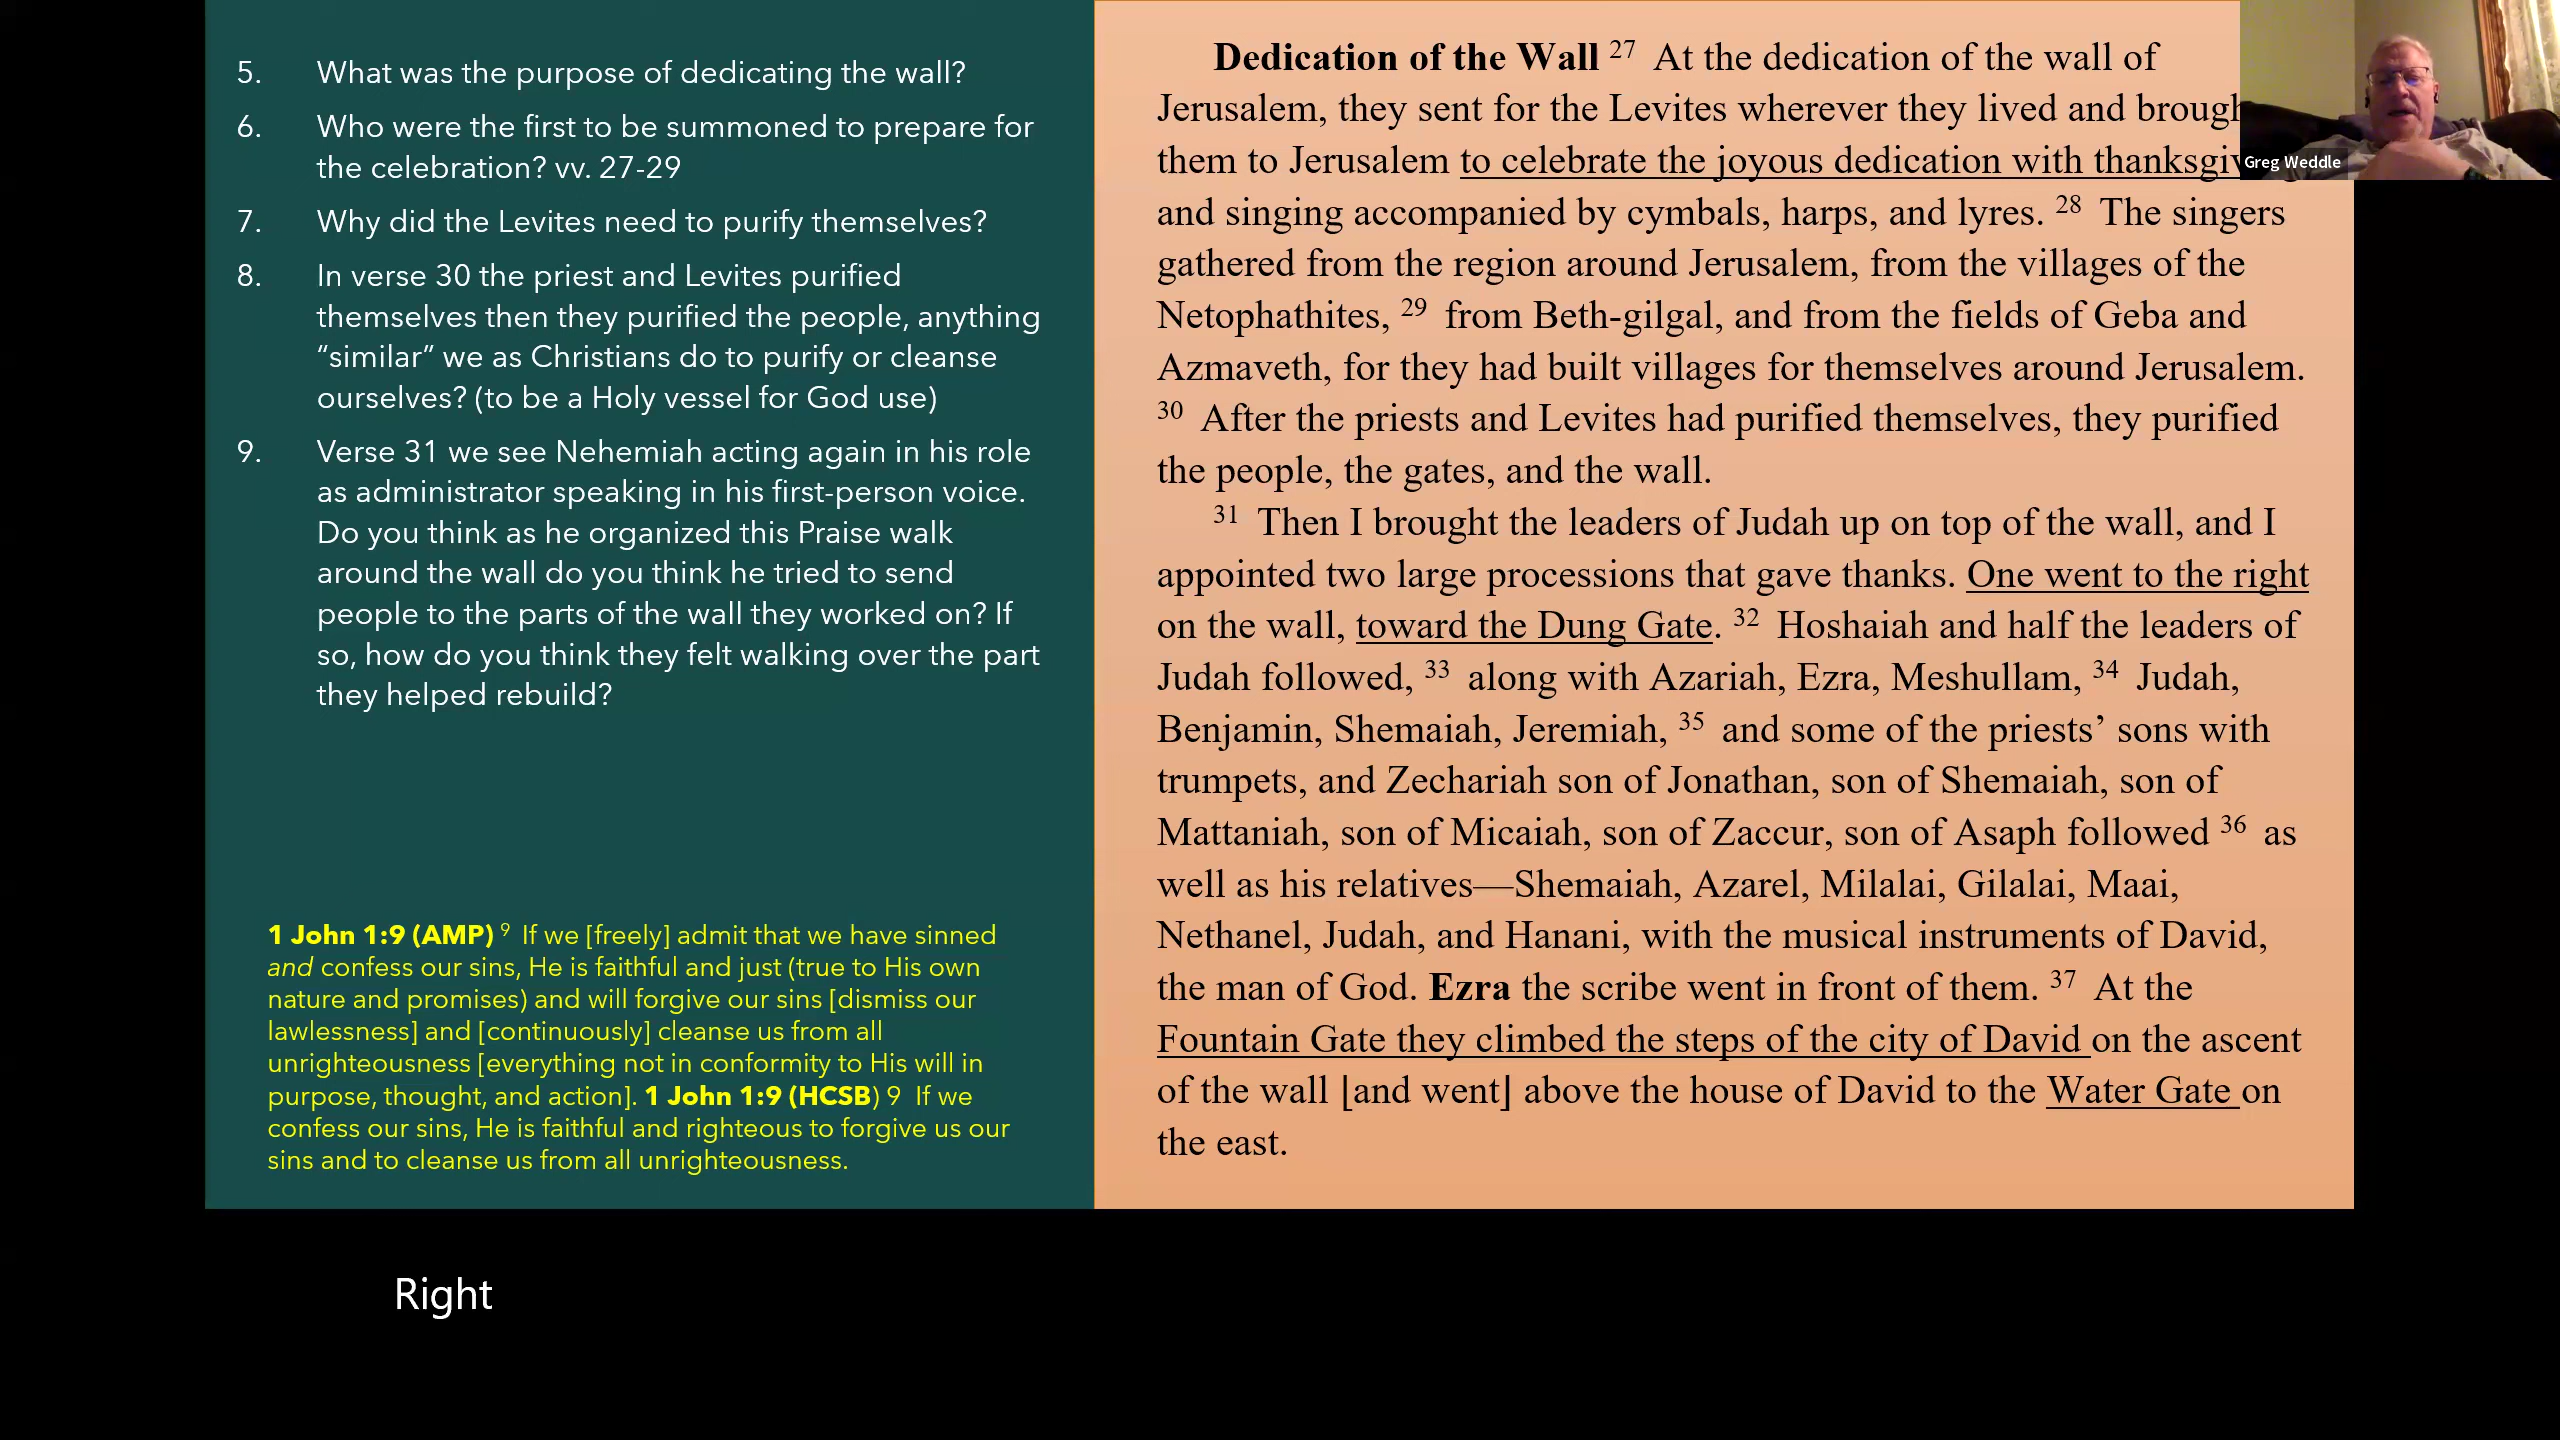 5. What was the purpose of dedicating the wall?
6. Who were the first to be summoned to prepare for
the celebration? vv. 27-29
7. Why did the Levites need to purify themselves?
8. In verse 30 the priest and Levites purified
themselves then they purified the people, anything
“similar” we as Christians do to purify or cleanse
ourselves? (to be a Holy vessel for God use)
9. Verse 31 we see Nehemiah acting again in his role
as administrator speaking in his first-person voice.
Do you think as he organized this Praise walk
around the wall do you think he tried to send
people to the parts of the wall they worked on? If
so, how do you think they felt walking over the part
they helped rebuild?
1 John 1:9 (AMP) 9 If we [freely] admit that we have sinned
and confess our sins, He is faithful and just (true to His own
nature and promises) and will forgive our sins [dismiss our
lawlessness] and [continuously] cleanse us from all
unrighteousness [everything not in conformity to His will in
purpose, thought, and action]. 1 John 1:9 (HCSB) 9 If we
confess our sins, He is faithful and righteous to forgive us our
sins and to cleanse us from all unrighteousness.
Dedication of the Wall 27 At the dedication of the wall of
Jerusalem, they sent for the Levites wherever they lived and brough
them to Jerusalem to celebrate the joyous dedication with thanksgiv
and singing accompanied by cymbals, harps, and lyres. 28 The singers
gathered from the region around Jerusalem, from the villages of the
Netophathites, 29 from Beth-gilgal, and from the fields of Geba and
Azmaveth, for they had built villages for themselves around Jerusalem.
30 After the priests and Levites had purified themselves, they purified
the people, the gates, and the wall.
31 Then I brought the leaders of Judah up on top of the wall, and I
appointed two large processions that gave thanks. One went to the right
on the wall, toward the Dung Gate. 32 Hoshaiah and half the leaders of
Judah followed, 33 along with Azariah, Ezra, Meshullam, 34 Judah,
Benjamin, Shemaiah, Jeremiah, 35 and some of the priests’ sons with
trumpets, and Zechariah son of Jonathan, son of Shemaiah, son of
Mattaniah, son of Micaiah, son of Zaccur, son of Asaph followed 36 as
well as his relatives—Shemaiah, Azarel, Milalai, Gilalai, Maai,
Nethanel, Judah, and Hanani, with the musical instruments of David,
the man of God. Ezra the scribe went in front of them. 37 At the
Fountain Gate they climbed the steps of the city of David on the ascent
of the wall ⌊and went⌋ above the house of David to the Water Gate on
the east.
Greg Weddle
Right